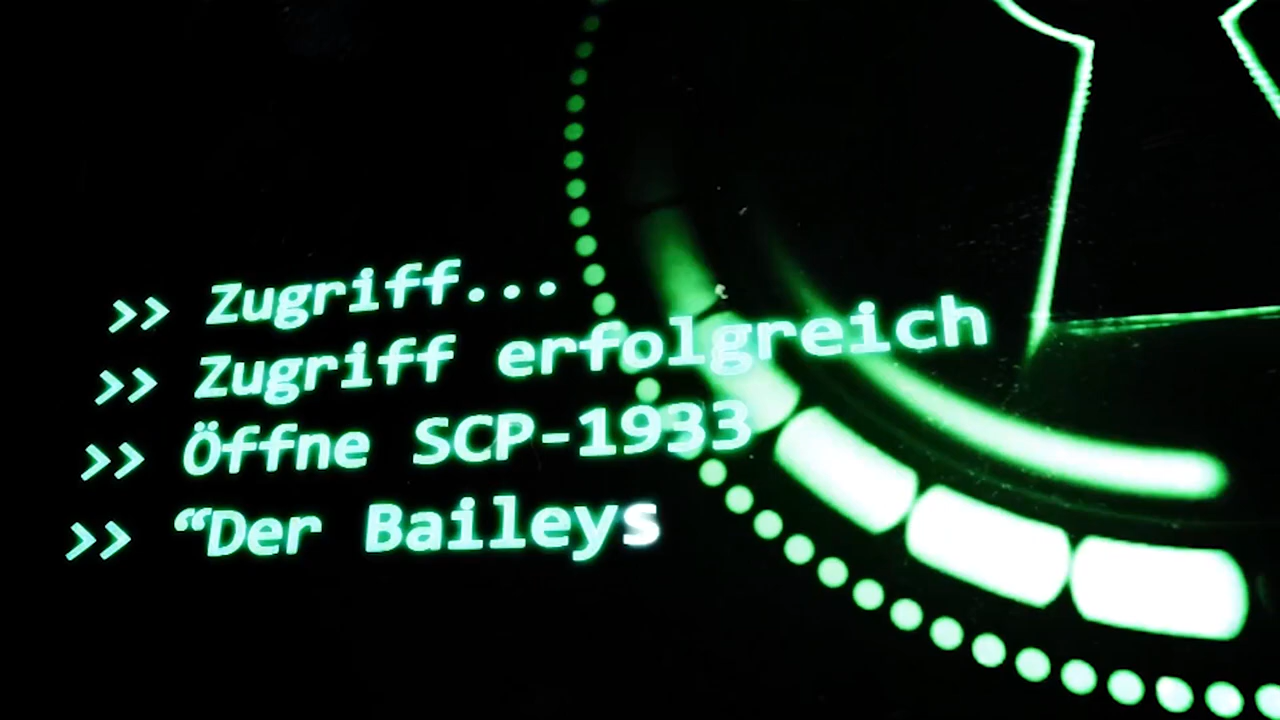 >> Zugriff...
>> Zugriff erfolgreich
>> Öffne SCP-1933
>> “Der Baileys